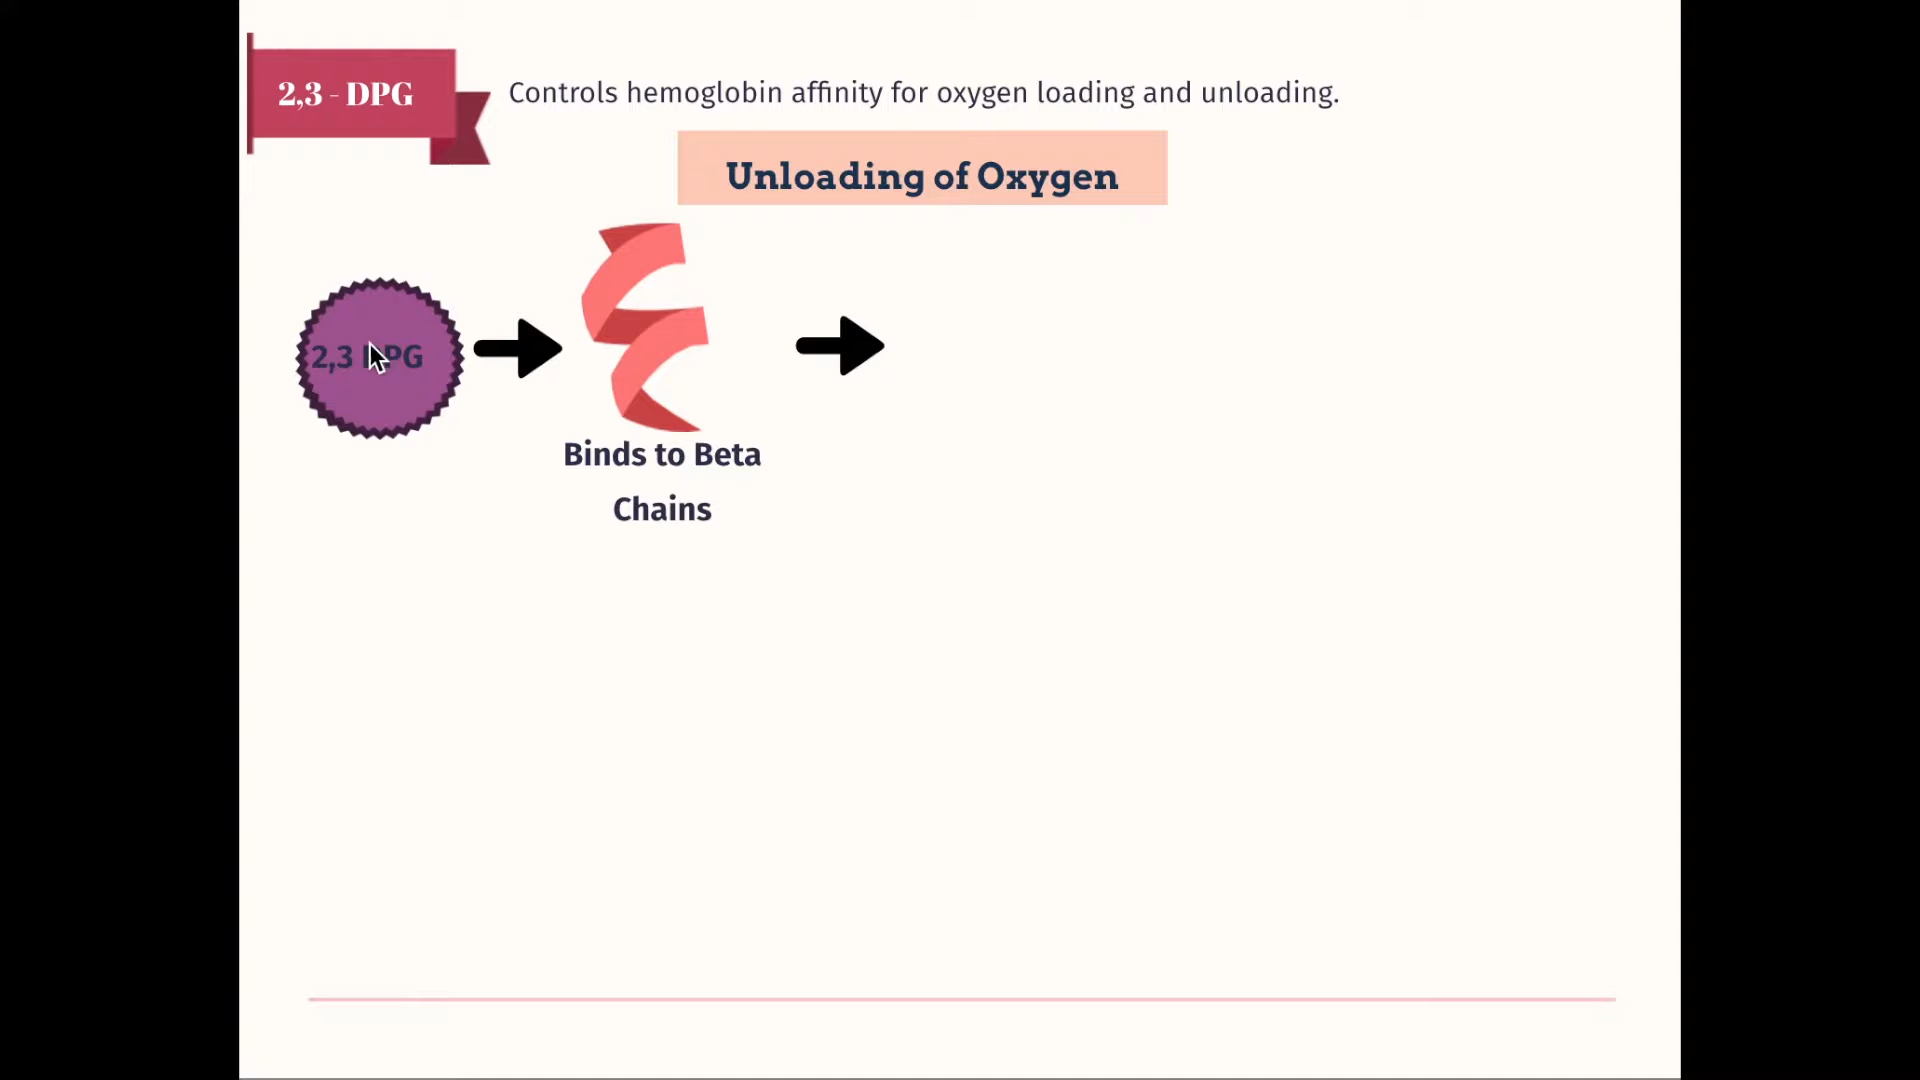 2,3 - DPG
Controls hemoglobin affinity for oxygen loading and unloading.
Unloading of Oxygen
2,3 DPG
Binds to Beta
Chains